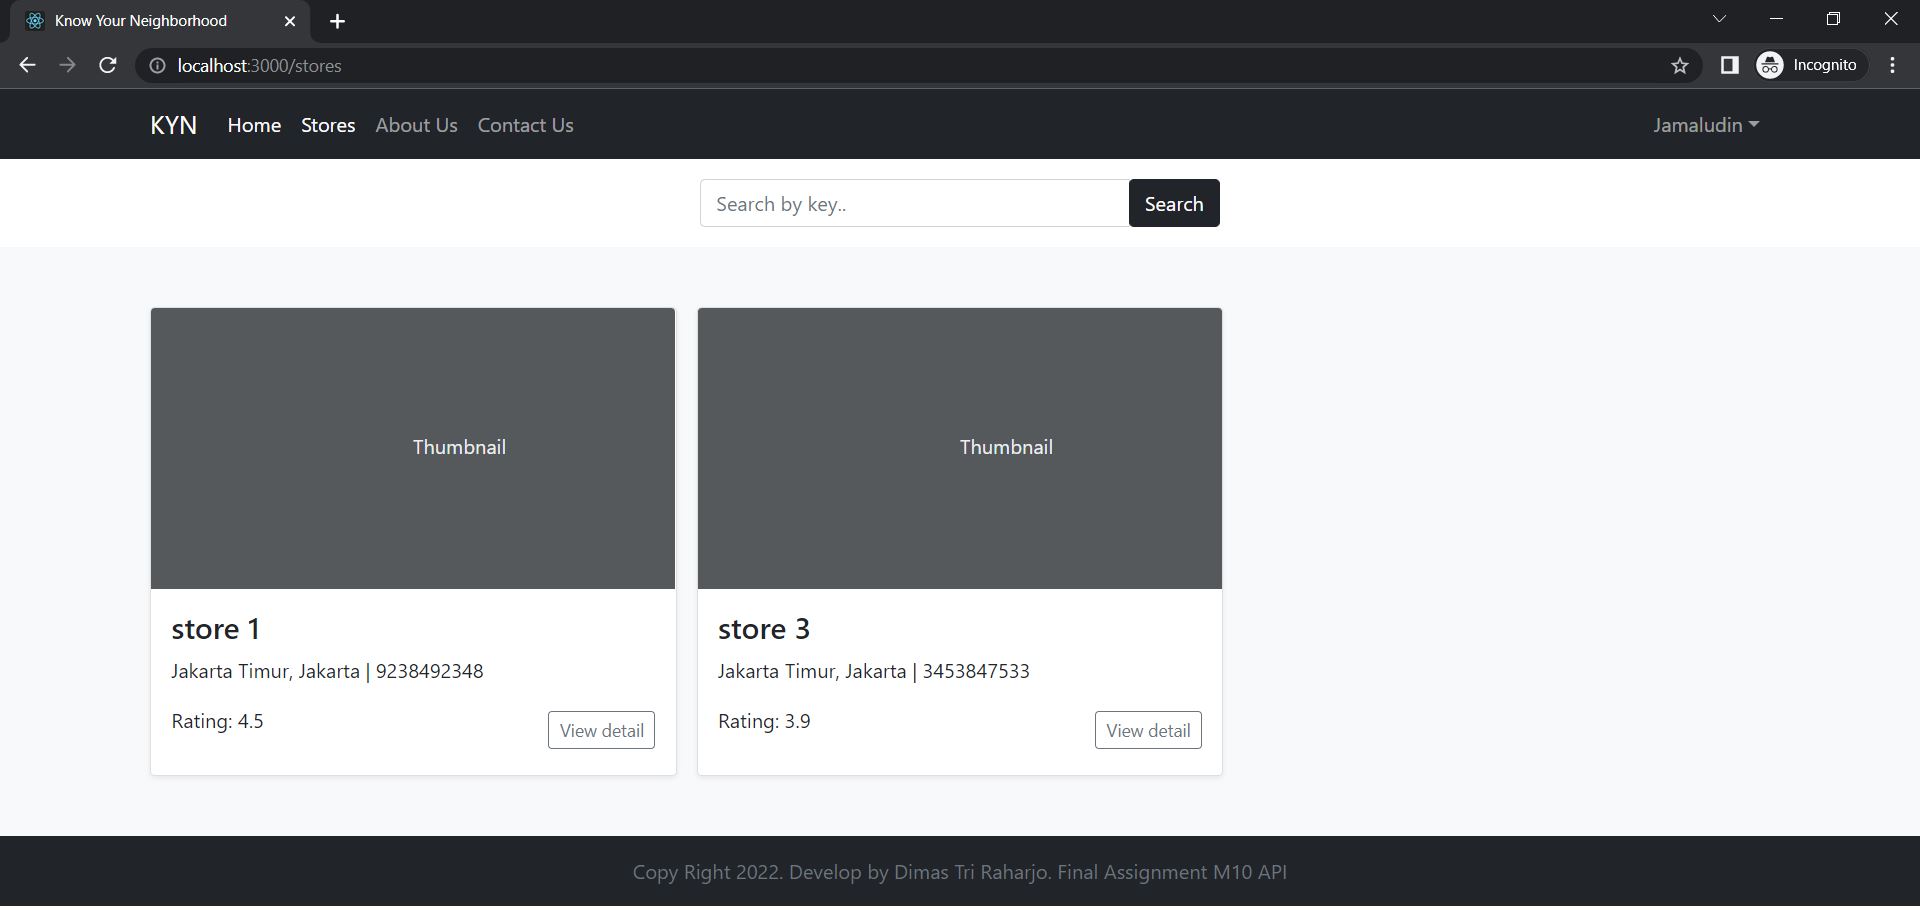 Know Your Neighborhood
localhost:3000/stores
Incognito
KYN Home Stores About Us Contact Us Jamaludin
Search by key.. Search
Thumbnail Thumbnail
store 1
Jakarta Timur, Jakarta | 9238492348
Rating: 4.5 View detail
store 3
Jakarta Timur, Jakarta | 3453847533
Rating: 3.9 View detail
Copy Right 2022. Develop by Dimas Tri Raharjo. Final Assignment M10 API